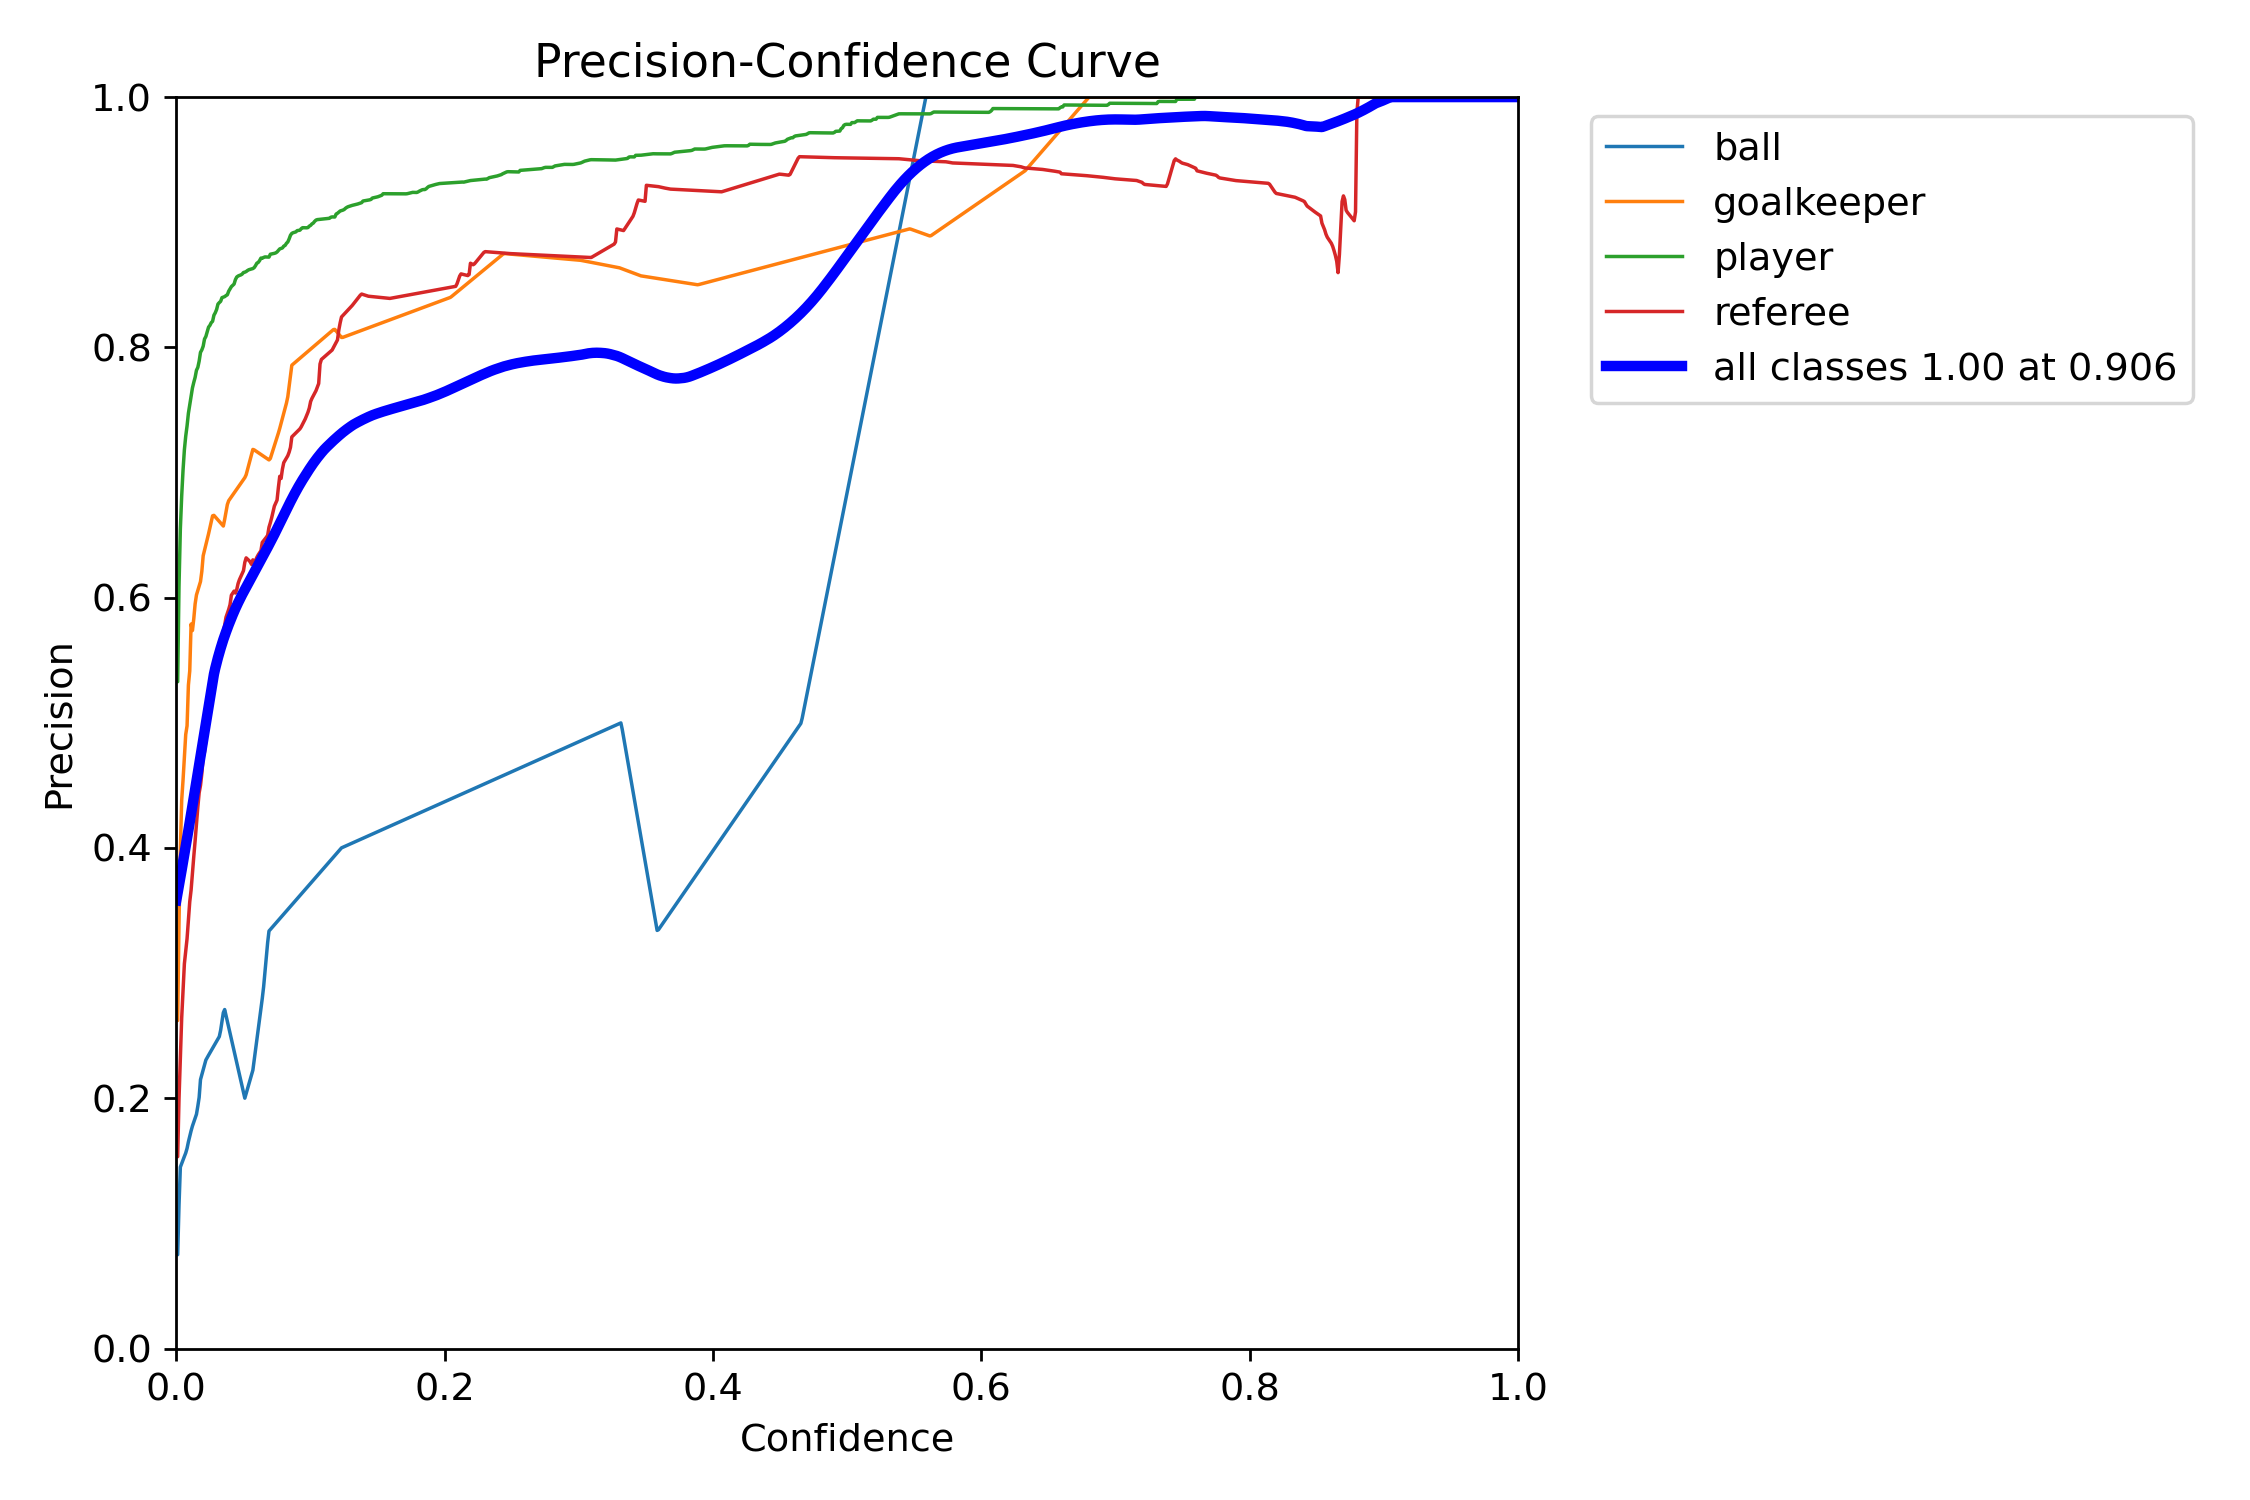 Precision-Confidence Curve
1.0
0.8
0.6
0.4
0.2
0.0
Precision
0.0 0.2 0.4 0.6 0.8 1.0
Confidence
ball
goalkeeper
player
referee
all classes 1.00 at 0.906